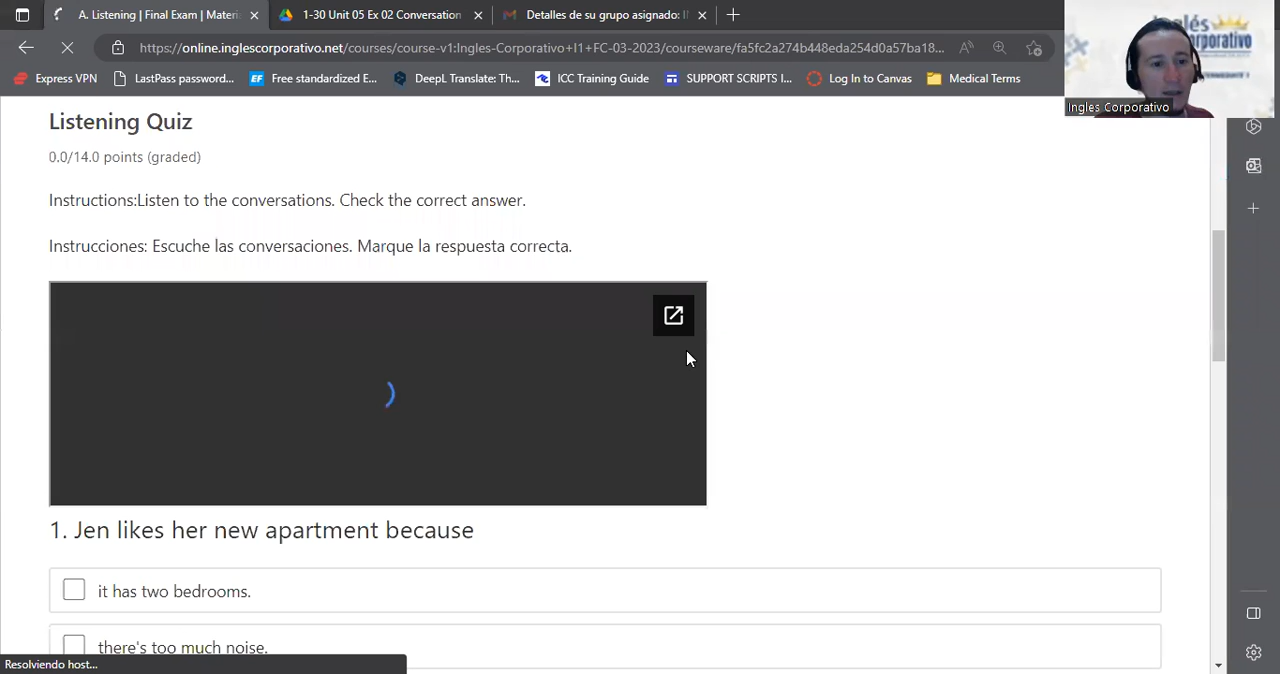 A. Listening | Final Exam | Materi
1-30 Unit 05 Ex 02 Conversation
Detalles de su grupo asignado: I
https://online.inglescorporativo.net/courses/course-v1:Ingles-Corporativo+I1+FC-03-2023/courseware/fa5fc2a274b448eda254d0a57ba18...
Express VPN
LastPass password...
EF Free standardized E...
DeepL Translate: Th...
ICC Training Guide
SUPPORT SCRIPTS I...
Log In to Canvas
Medical Terms
Inglés
Corporativo
Ingles Corporativo
Listening Quiz
0.0/14.0 points (graded)
Instructions:Listen to the conversations. Check the correct answer.
Instrucciones: Escuche las conversaciones. Marque la respuesta correcta.
1. Jen likes her new apartment because
it has two bedrooms.
there's too much noise.
Resolviendo host...